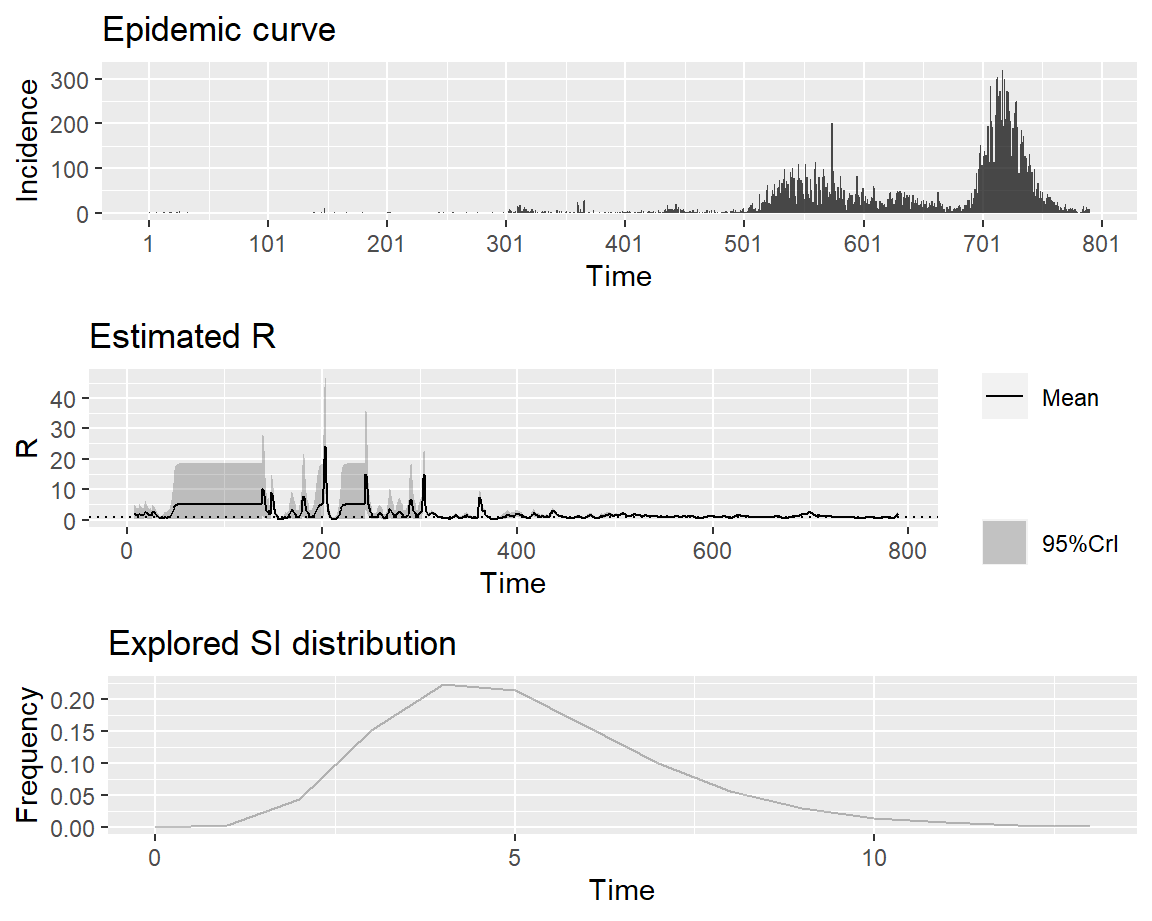 Epidemic curve
Incidence
300
200
100
0
1 101 201 301 401 501 601 701 801
Time
Estimated R
R
40
30
20
10
0
0 200 400 600 800
Time
Mean
95%CrI
Explored SI distribution
Frequency
0.20
0.15
0.10
0.05
0.00
0 5 10
Time